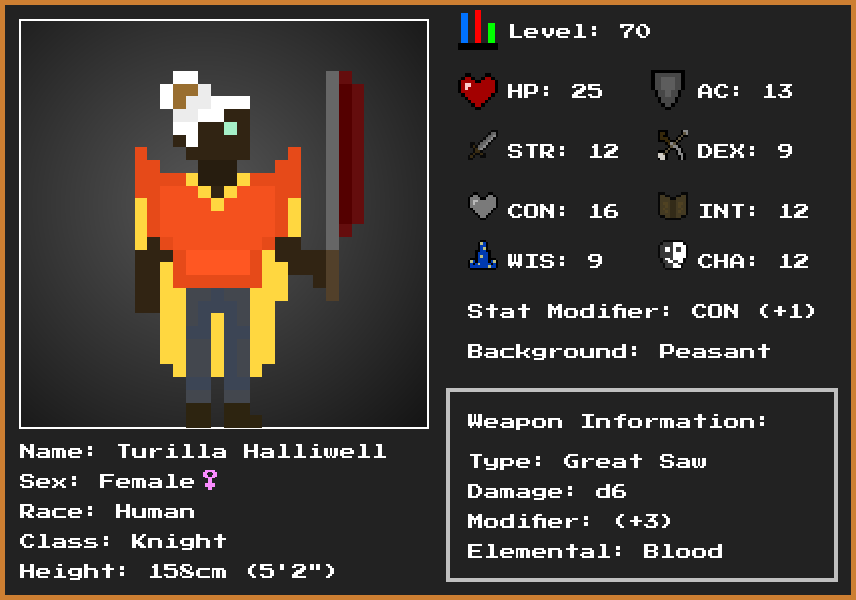 Level: 70
HP: 25 AC: 13
STR: 12 DEX: 9
CON: 16 INT: 12
WIS: 9 CHA: 12
Stat Modifier: CON (+1)
Background: Peasant
Weapon Information:
Type: Great Saw
Damage: d6
Modifier: (+3)
Elemental: Blood
Name: Turilla Halliwell
Sex: Female♀
Race: Human
Class: Knight
Height: 158cm (5'2")